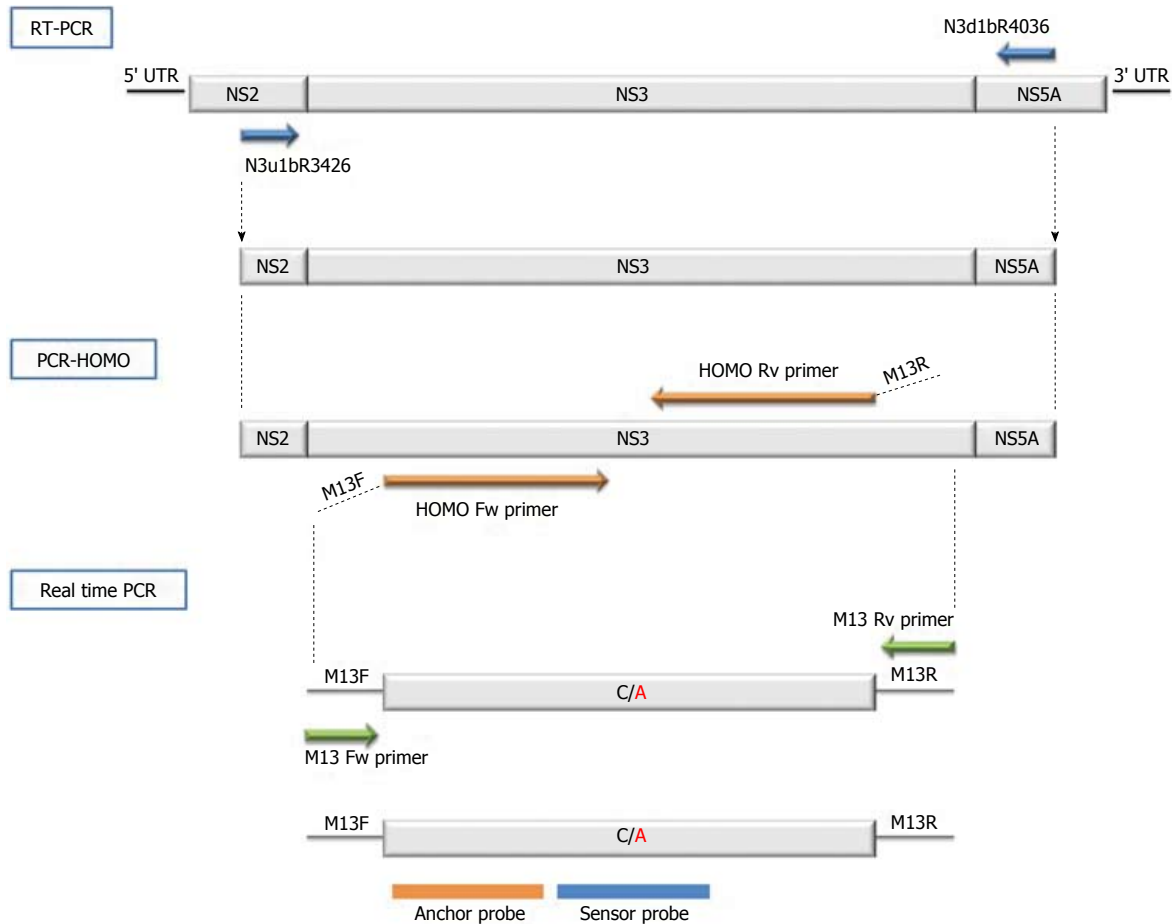 RT-PCR
N3d1bR4036
5' UTR
3' UTR
NS2
NS3
NS5A
N3u1bR3426
NS2
NS3
NS5A
PCR-HOMO
HOMO Rv primer
M13R
NS2
NS3
NS5A
M13F
HOMO Fw primer
Real time PCR
M13 Rv primer
M13F
M13R
C/A
M13 Fw primer
M13F
M13R
C/A
Anchor probe
Sensor probe